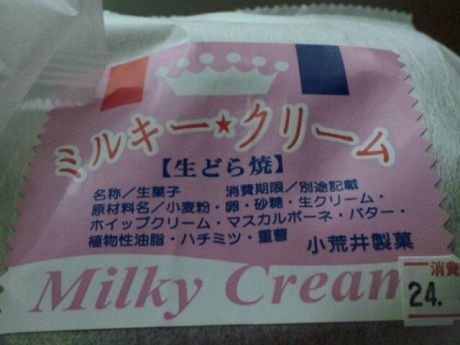 ミルキー★クリーム
【生どら焼】
名称/生菓子 消費期限/別途記載
原材料名/小麦粉・卵・砂糖・生クリーム・
ホイップクリーム・マスカルポーネ・バター・
植物性油脂・ハチミツ・重曹
小荒井製菓
Milky Cream
消費
24.